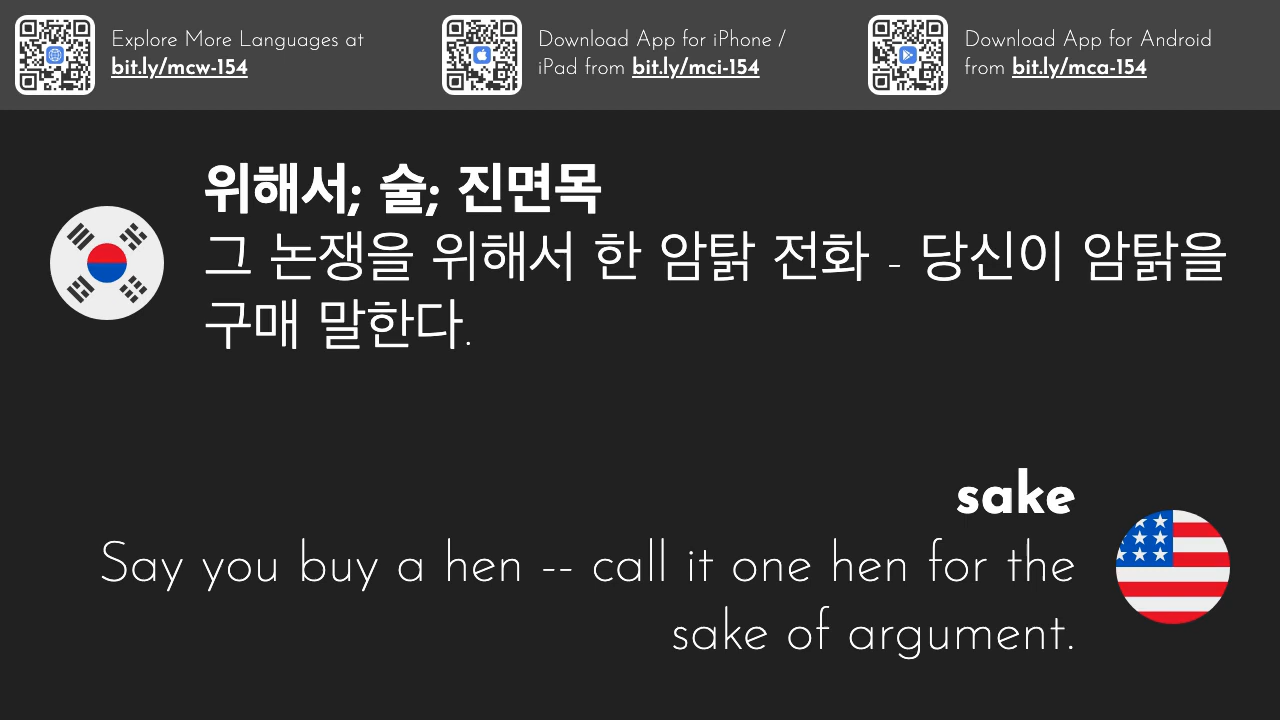 Explore More Languages at
bit.ly/mcw-154
Download App for iPhone /
iPad from bit.ly/mci-154
Download App for Android
from bit.ly/mca-154
위해서; 술; 진면목
그 논쟁을 위해서 한 암탉 전화 - 당신이 암탉을
구매 말한다.
sake
Say you buy a hen -- call it one hen for the
sake of argument.